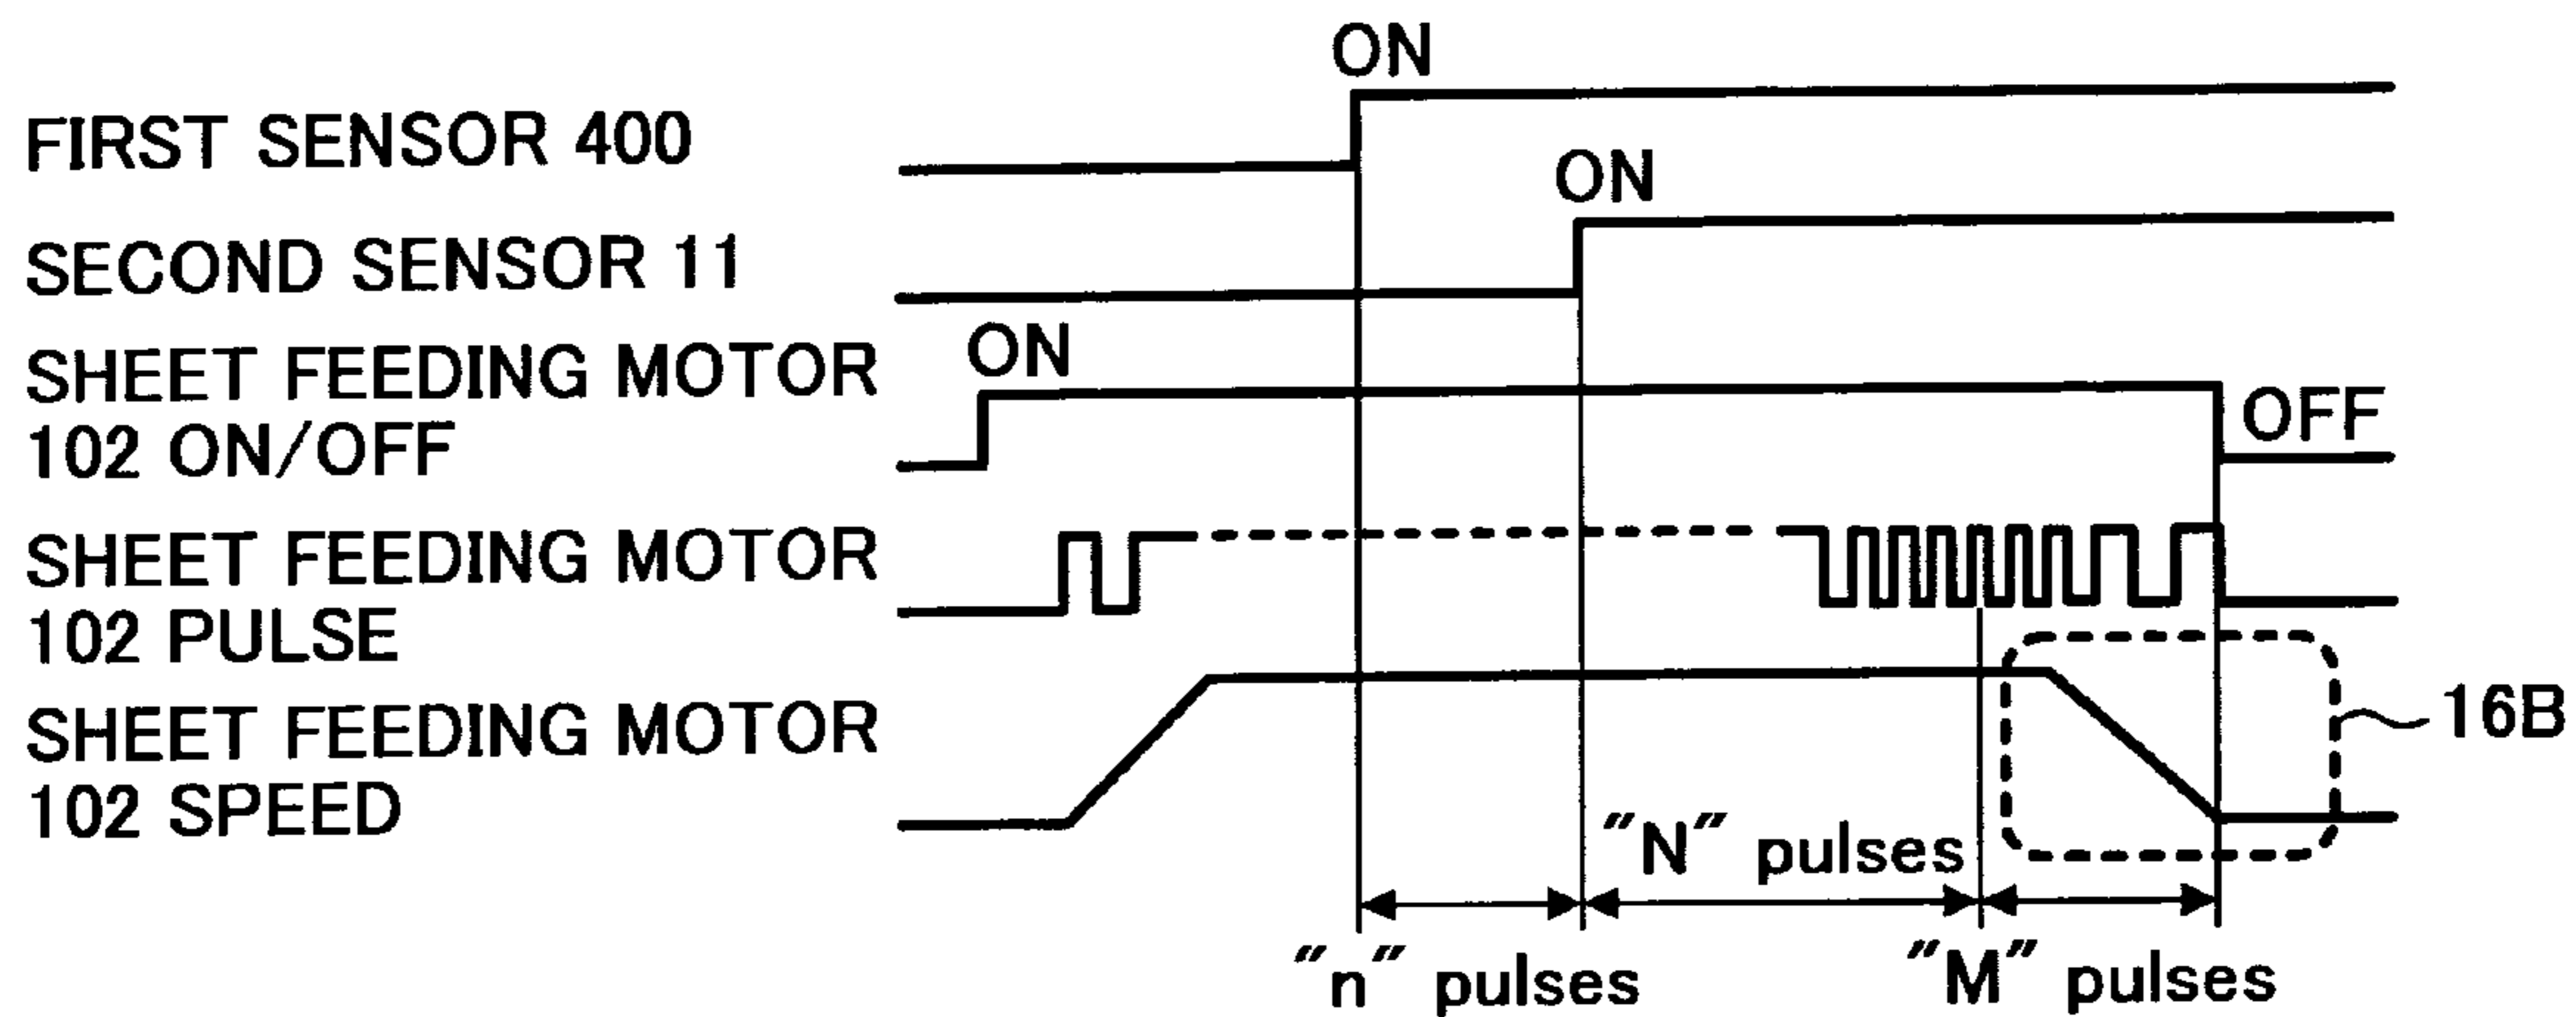 ON
FIRST SENSOR 400
ON
SECOND SENSOR 11
ON
SHEET FEEDING MOTOR
102 ON/OFF
OFF
SHEET FEEDING MOTOR
102 PULSE
SHEET FEEDING MOTOR
102 SPEED
16B
"N" pulses
"n" pulses
"M" pulses